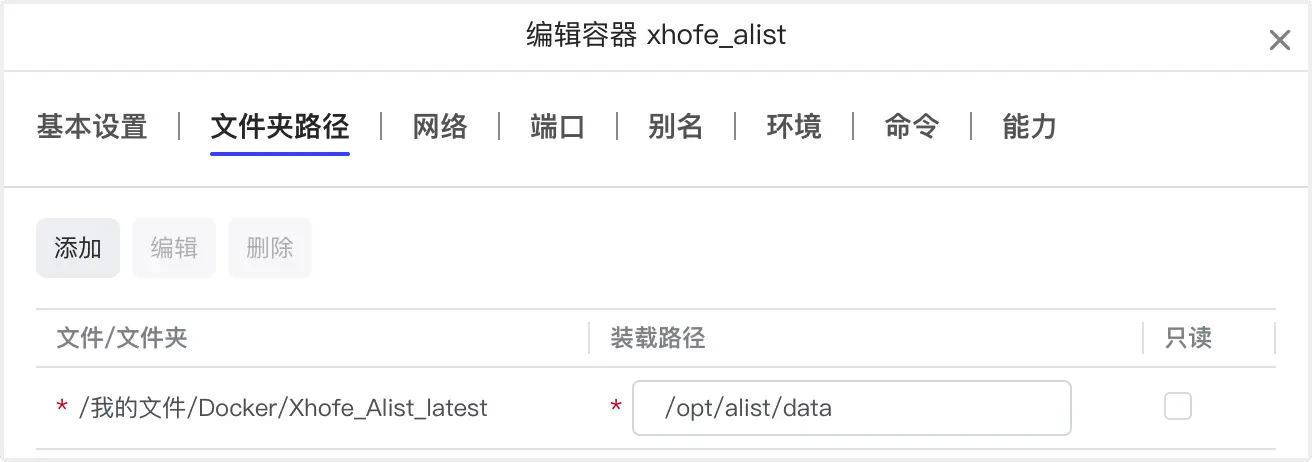 编辑容器 xhofe_alist
基本设置 文件夹路径 网络 端口 别名 环境 命令 能力
添加 编辑 删除
文件/文件夹 装载路径 只读
* /我的文件/Docker/Xhofe_Alist_latest * /opt/alist/data